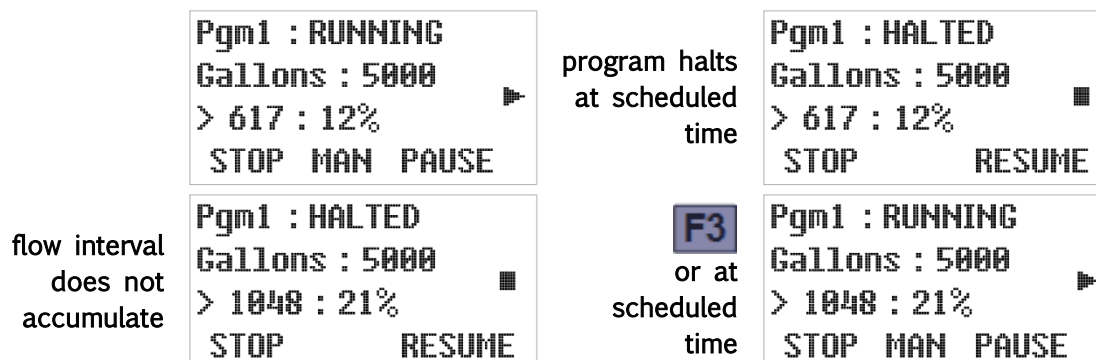 Pgm1 : RUNNING
Gallons : 5000
> 617 : 12%
STOP MAN PAUSE
program halts
at scheduled
time
Pgm1 : HALTED
Gallons : 5000
> 617 : 12%
STOP RESUME
flow interval
does not
accumulate
Pgm1 : HALTED
Gallons : 5000
> 1048 : 21%
STOP RESUME
F3
or at
scheduled
time
Pgm1 : RUNNING
Gallons : 5000
> 1048 : 21%
STOP MAN PAUSE